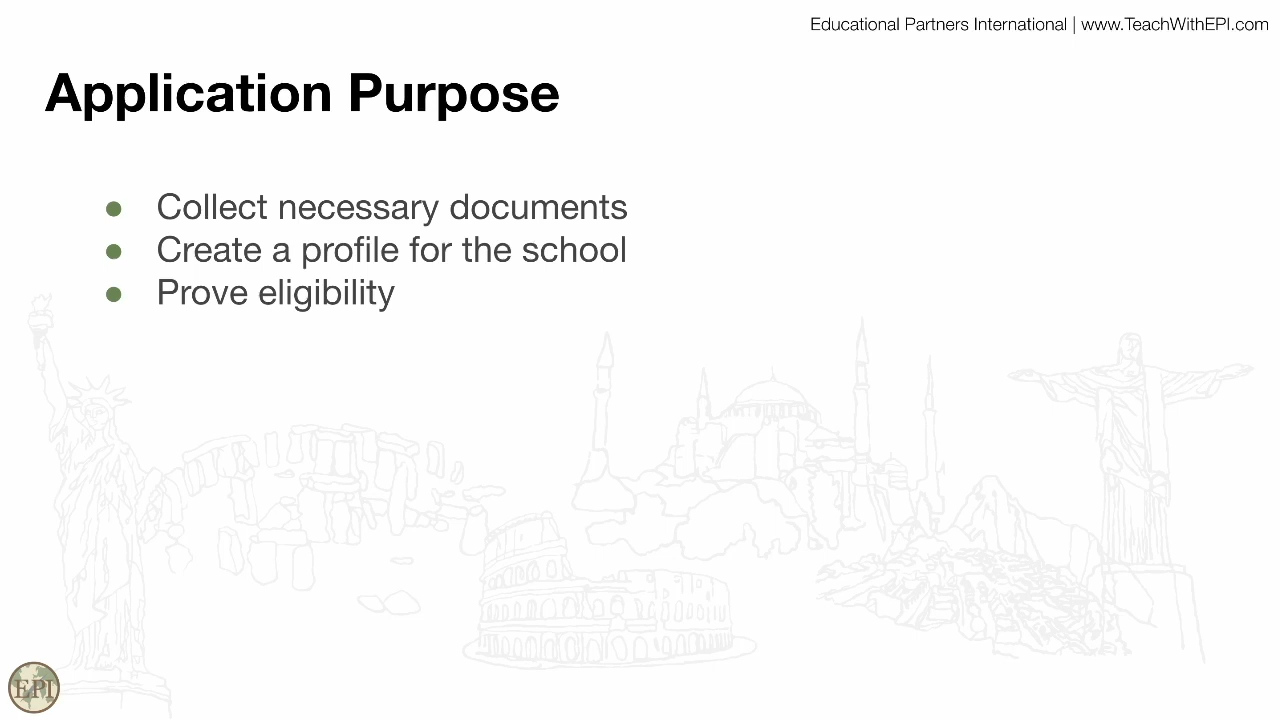 Educational Partners International | www.TeachWithEPI.com
Application Purpose
● Collect necessary documents
● Create a profile for the school
● Prove eligibility
EPI